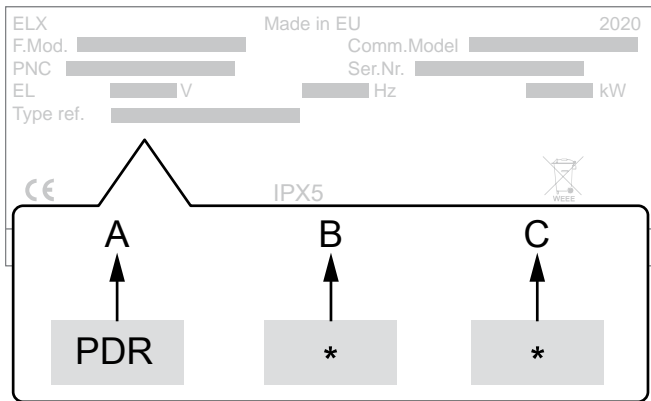 ELX Made in EU 2020
F.Mod. Comm.Model
PNC Ser.Nr.
EL V Hz kW
Type ref.
CE IPX5 WEEE
A B C
PDR * *